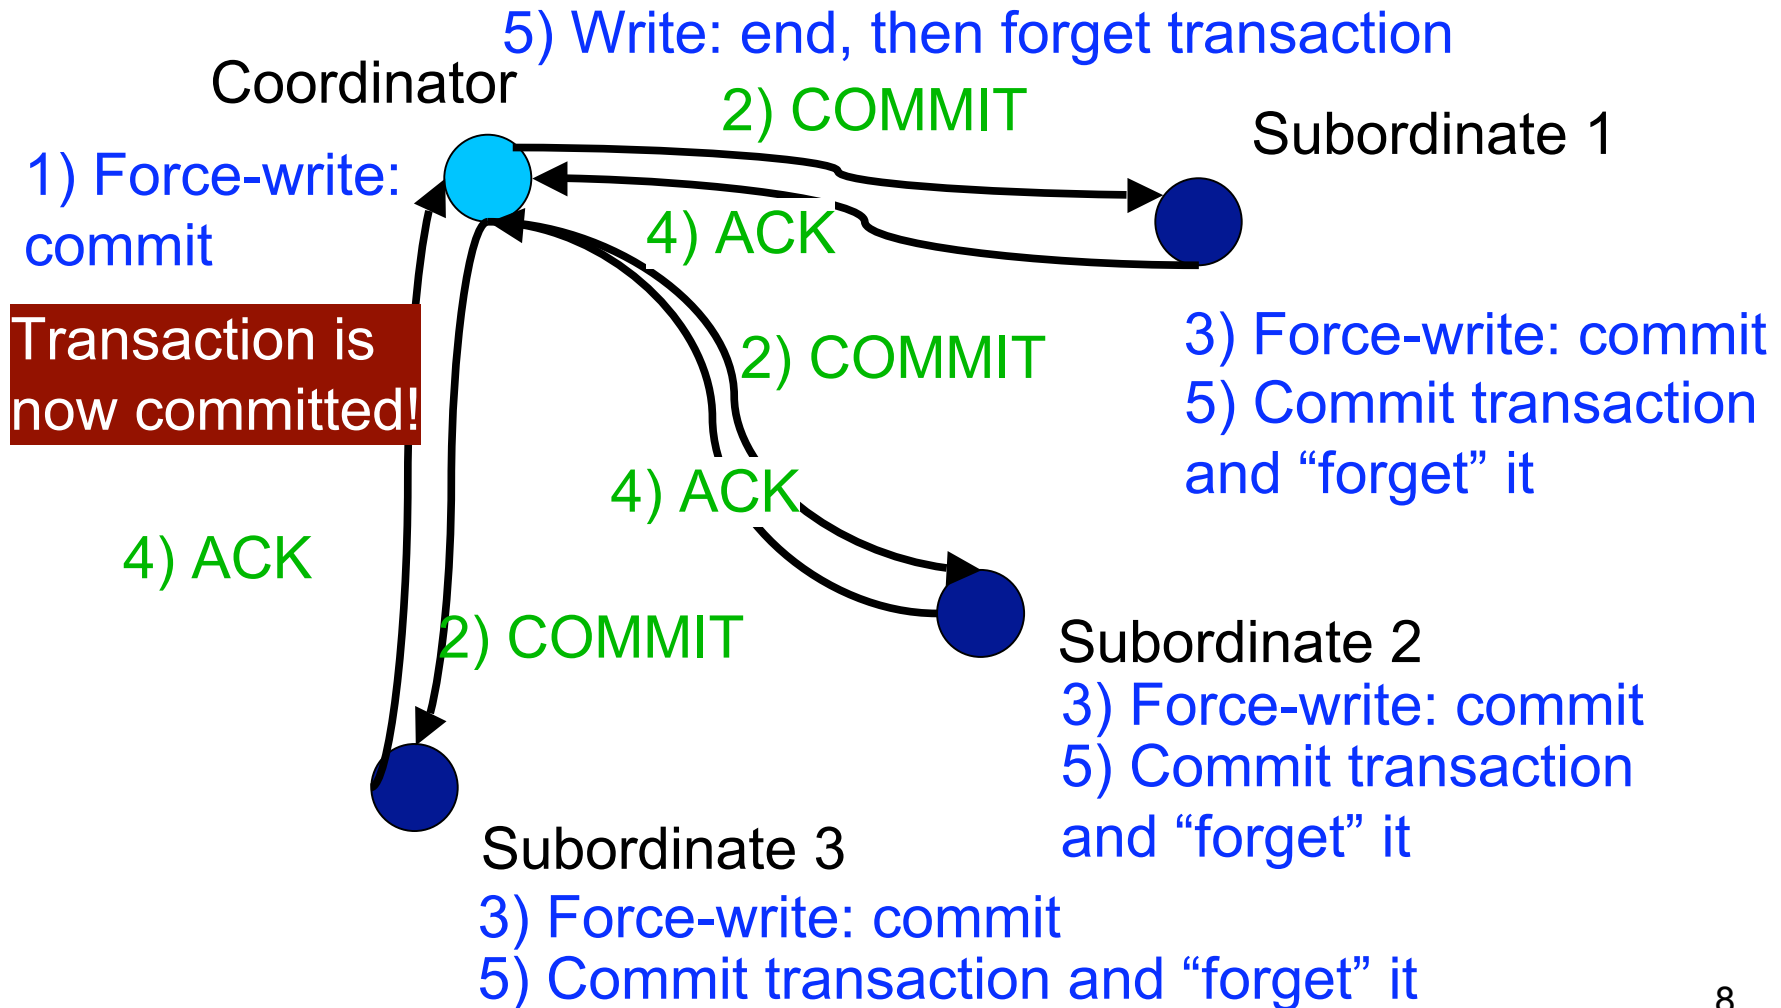 5) Write: end, then forget transaction
Coordinator
2) COMMIT
Subordinate 1
1) Force-write:
commit
4) ACK
Transaction is
now committed!
2) COMMIT
3) Force-write: commit
5) Commit transaction
and “forget” it
4) ACK
4) ACK
2) COMMIT
Subordinate 2
3) Force-write: commit
5) Commit transaction
and “forget” it
Subordinate 3
3) Force-write: commit
5) Commit transaction and “forget” it
8